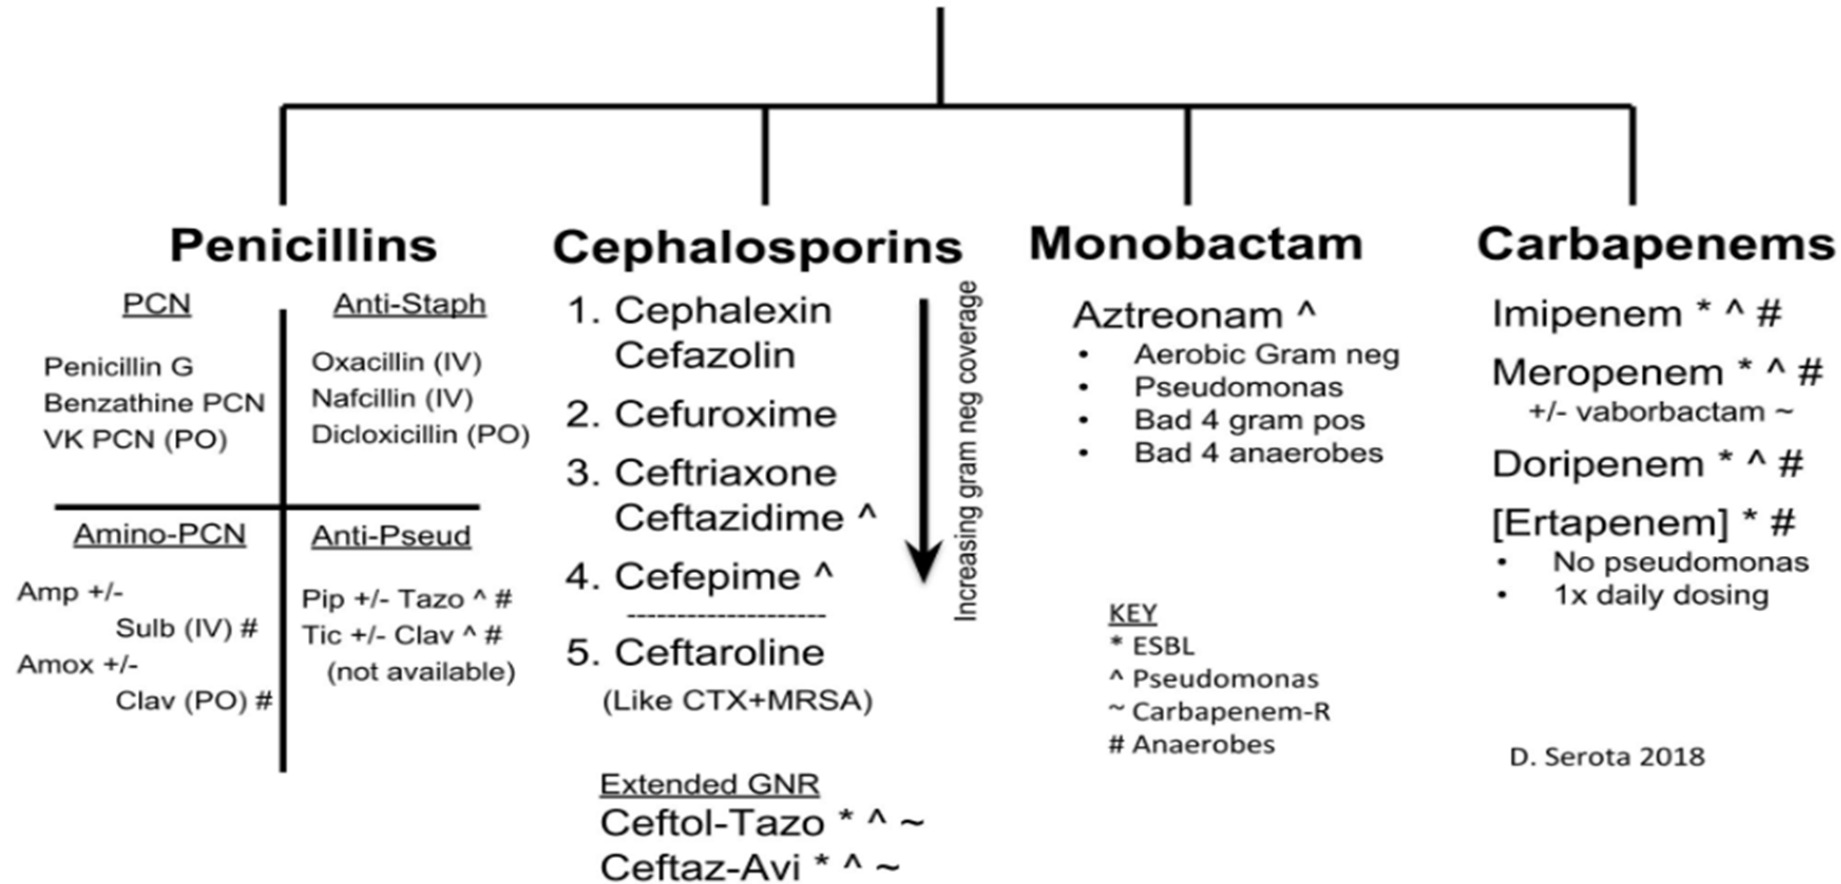 Penicillins
PCN
Penicillin G
Benzathine PCN
VK PCN (PO)
Anti-Staph
Oxacillin (IV)
Nafcillin (IV)
Dicloxicillin (PO)
Amino-PCN
Amp +/-
Sulb (IV) #
Amox +/-
Clav (PO) #
Anti-Pseud
Pip +/- Tazo ^ #
Tic +/- Clav ^ #
(not available)
Cephalosporins
1. Cephalexin
Cefazolin
2. Cefuroxime
3. Ceftriaxone
Ceftazidime ^
4. Cefepime ^
--------------------
5. Ceftaroline
(Like CTX+MRSA)
Increasing gram neg coverage
Extended GNR
Ceftol-Tazo * ^ ~
Ceftaz-Avi * ^ ~
Monobactam
Aztreonam ^
• Aerobic Gram neg
• Pseudomonas
• Bad 4 gram pos
• Bad 4 anaerobes
KEY
* ESBL
^ Pseudomonas
~ Carbapenem-R
# Anaerobes
Carbapenems
Imipenem * ^ #
Meropenem * ^ #
+/- vaborbactam ~
Doripenem * ^ #
[Ertapenem] * #
• No pseudomonas
• 1x daily dosing
D. Serota 2018